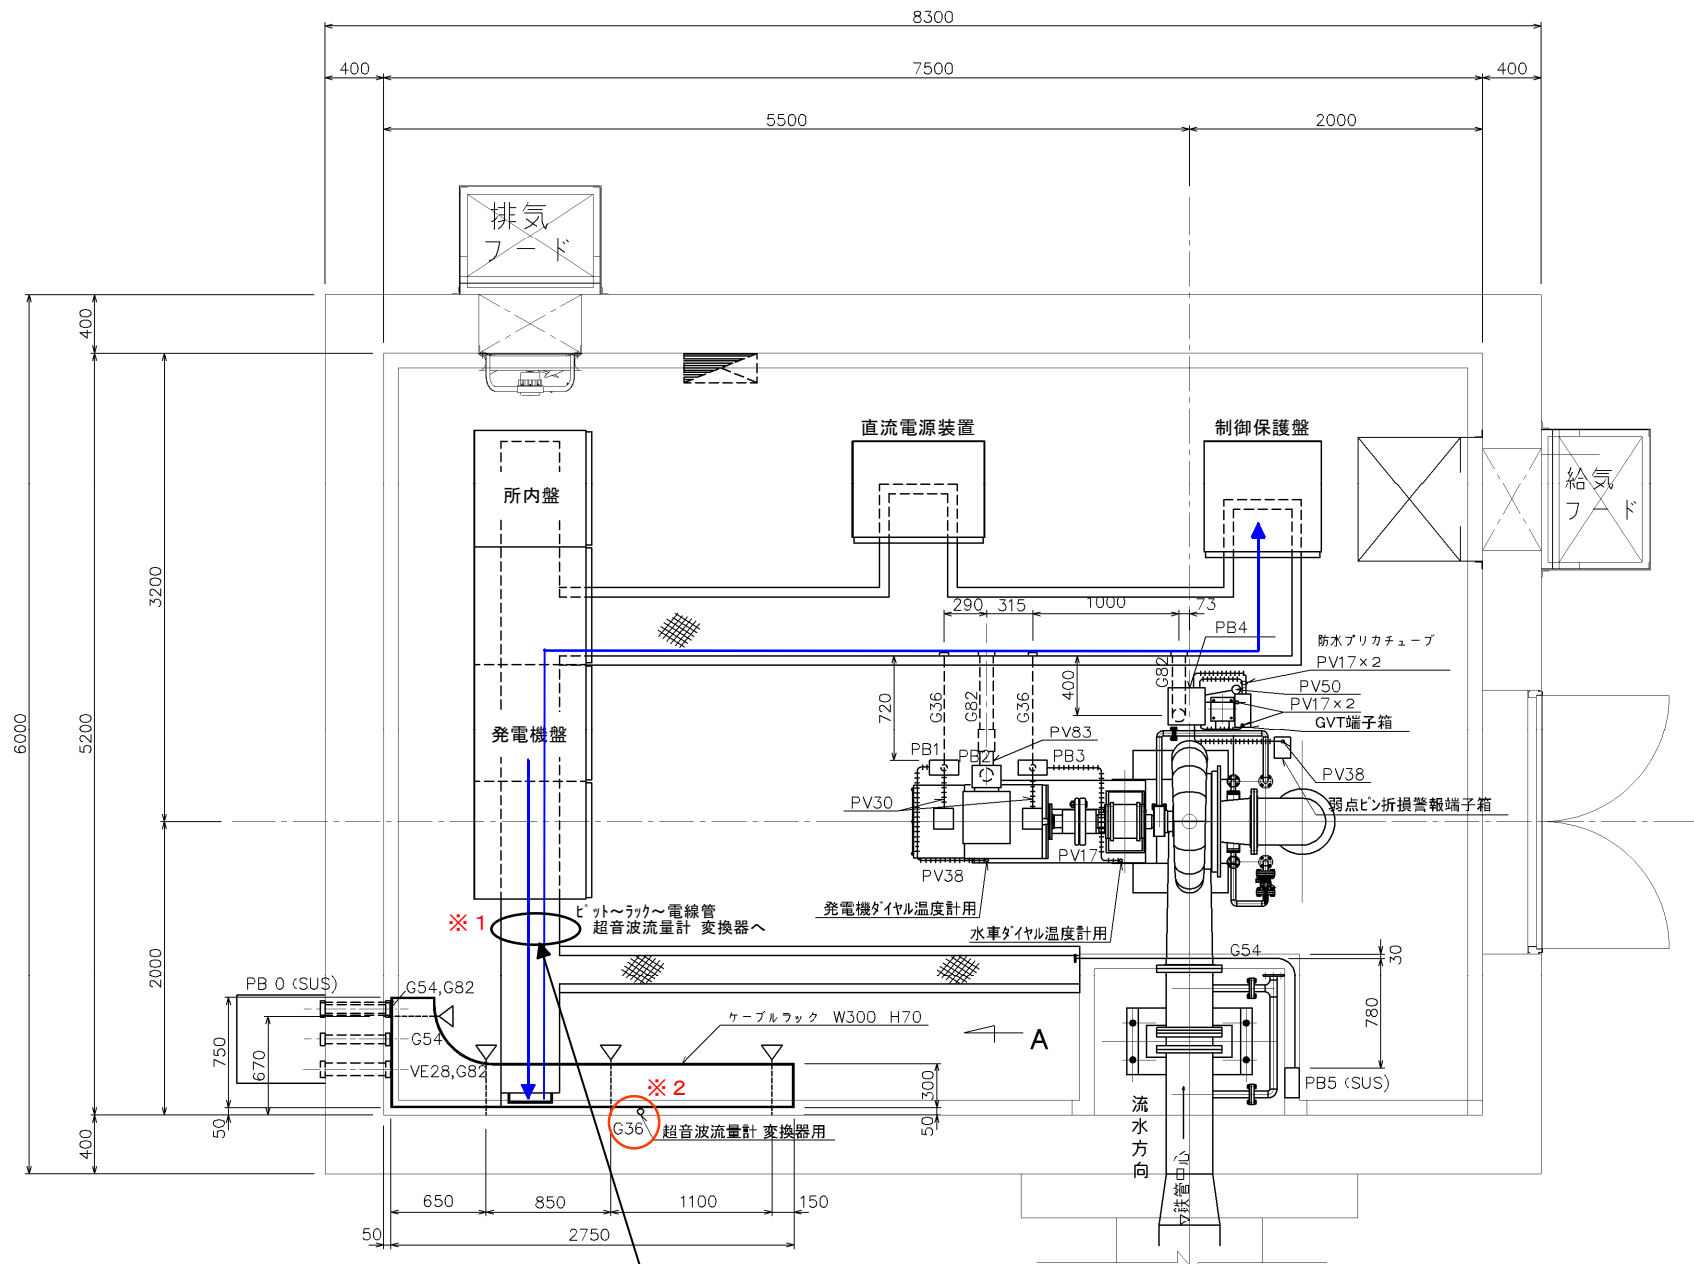 8300
400
7500
400
5500
2000
排気
フード
400
直流電源装置
制御保護盤
給気
フード
所内盤
3200
290
315
1000
73
PB4
防水プリカチューブ
PV17×2
PV50
PV17×2
GVT端子箱
G82
400
720
G36
G82
G36
6000
5200
発電機盤
PV83
PB1
PB2
PB3
PV38
PV30
弱点ピン折損警報端子箱
PV17
PV38
発電機ダイヤル温度計用
水車ダイヤル温度計用
※1
ピット～ラック～電線管
超音波流量計 変換器へ
G54
30
2000
PB 0 (SUS)
G54,G82
ケーブルラック W300 H70
A
780
G54
750
670
VE28,G82
※2
300
PB5 (SUS)
50
G36
超音波流量計 変換器用
50
400
流水方向
▽鉄管中心
650
850
1100
150
50
2750
N